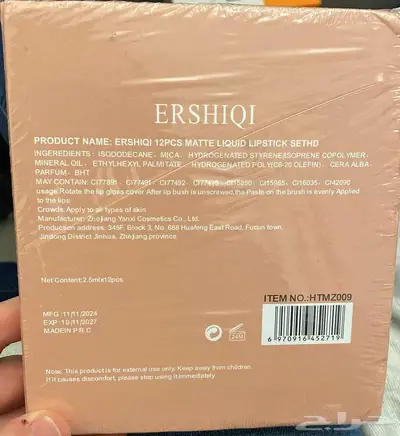 ERSHIQI
PRODUCT NAME: ERSHIQI 12PCS MATTE LIQUID LIPSTICK SETHD
INGREDIENTS : ISODODECANE、MICA、HYDROGENATED STYRENE/ISOPRENE COPOLYMER、
MINERAL OIL、ETHYLHEXYL PALMITATE、HYDROGENATED POLY(C6-20 OLEFIN)、CERA ALBA、
PARFUM、BHT
MAY CONTAIN: CI77891、CI77491、CI77492、CI77499、CI15850、CI15985、CI16035、CI42090
usage:Rotate the lip gloss cover. After lip bush is unscrewed,the Paste on the brush is evenly Applied
to the lips
Crowds: Apply to all types of skin
Manufacturer: Zhejiang Yanxi Cosmetics Co., Ltd.
Production address: 345F, Block 3, No. 668 Huafeng East Road, Fucun town,
Jindong District Jinhua, Zhejiang province
Net Content:2.5mlx12pcs
ITEM NO.:HTMZ009
MFG :11/11/2024
EXP :10/11/2027
MADEIN P R C
24M
6 970916 452719
Note: This product is for external use only. Keep away from children.
If it causes discomfort, please stop using it immediately
حراج